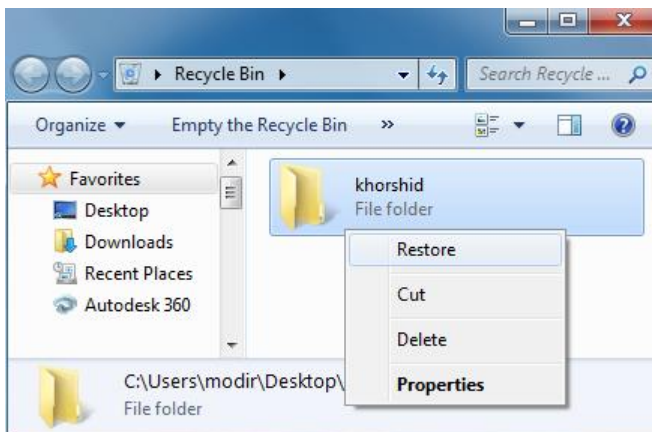 Recycle Bin
Search Recycle ...
Organize
Empty the Recycle Bin
»
Favorites
Desktop
Downloads
Recent Places
Autodesk 360
khorshid
File folder
Restore
Cut
Delete
Properties
C:\Users\modir\Desktop\
File folder